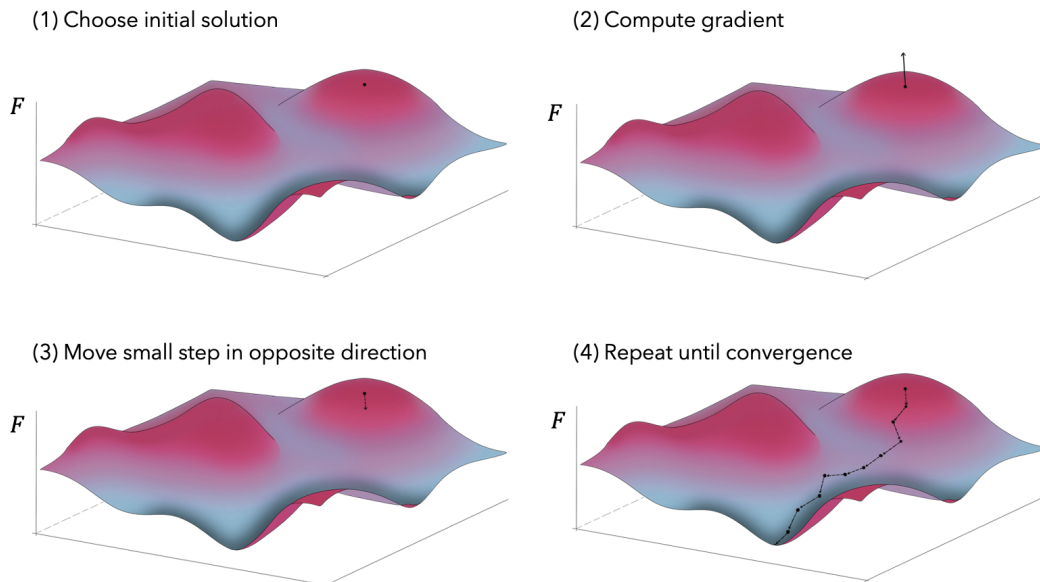 (1) Choose initial solution
(2) Compute gradient
F
F
(3) Move small step in opposite direction
(4) Repeat until convergence
F
F